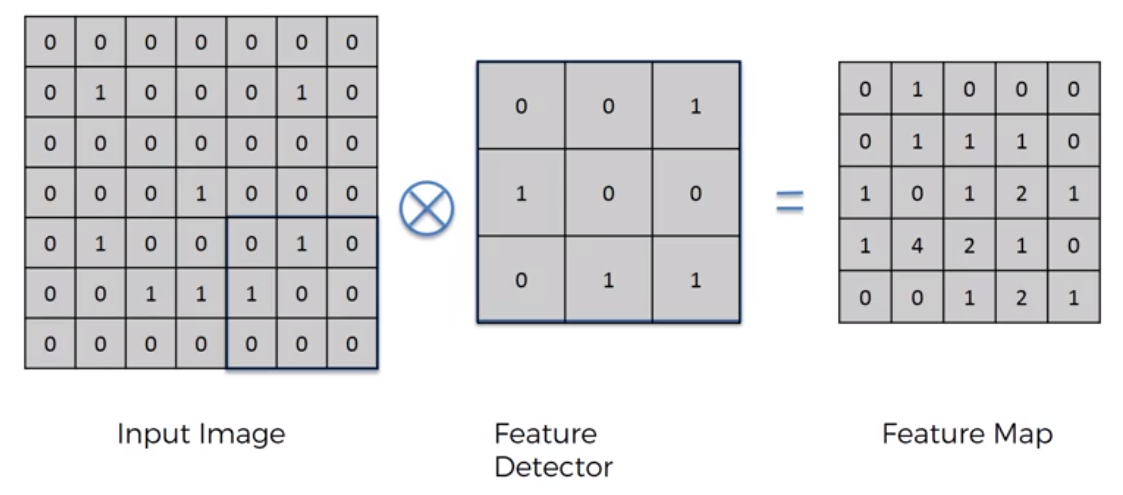 0 0 0 0 0 0 0
0 1 0 0 0 1 0
0 0 0 0 0 0 0
0 0 0 1 0 0 0
0 1 0 0 0 1 0
0 0 1 1 1 0 0
0 0 0 0 0 0 0
0 0 1
1 0 0
0 1 1
=
0 1 0 0 0
0 1 1 1 0
1 0 1 2 1
1 4 2 1 0
0 0 1 2 1
Input Image
Feature
Detector
Feature Map